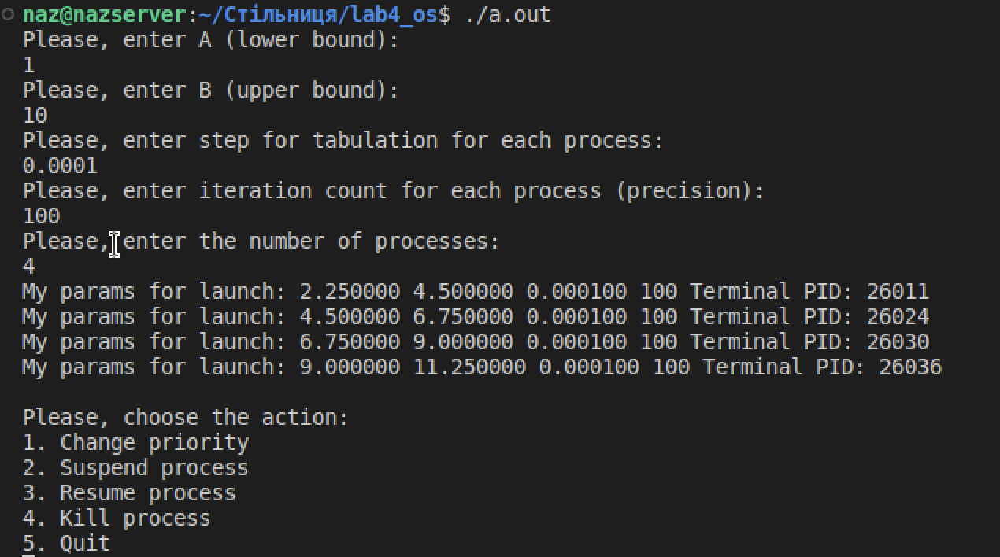 naz@nazserver:~/Стільниця/lab4_os$ ./a.out
Please, enter A (lower bound):
1
Please, enter B (upper bound):
10
Please, enter step for tabulation for each process:
0.0001
Please, enter iteration count for each process (precision):
100
Please, enter the number of processes:
4
My params for launch: 2.250000 4.500000 0.000100 100 Terminal PID: 26011
My params for launch: 4.500000 6.750000 0.000100 100 Terminal PID: 26024
My params for launch: 6.750000 9.000000 0.000100 100 Terminal PID: 26030
My params for launch: 9.000000 11.250000 0.000100 100 Terminal PID: 26036
Please, choose the action:
1. Change priority
2. Suspend process
3. Resume process
4. Kill process
5. Quit